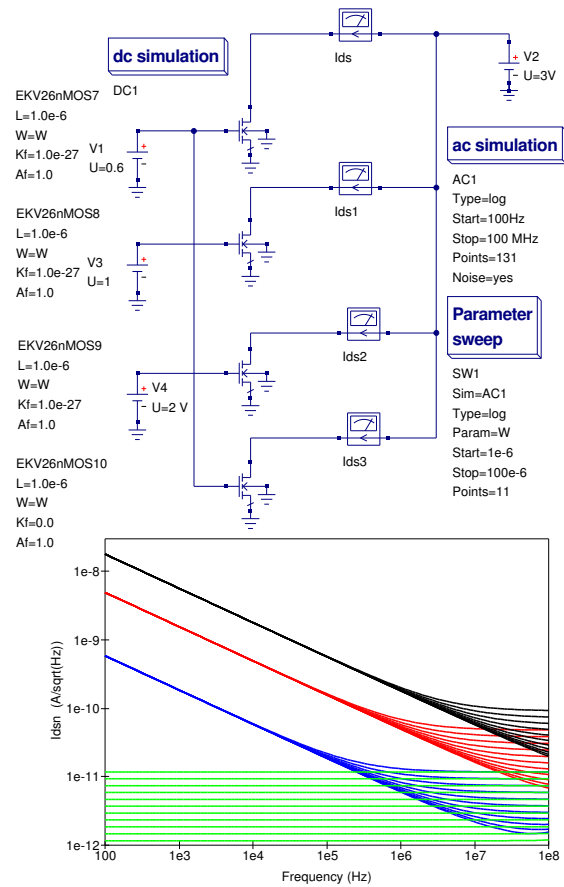 dc simulation
DC1
Ids
V2
U=3V
EKV26nMOS7
L=1.0e-6
W=W
Kf=1.0e-27
Af=1.0
V1
U=0.6
ac simulation
AC1
Type=log
Start=100Hz
Stop=100 MHz
Points=131
Noise=yes
Ids1
EKV26nMOS8
L=1.0e-6
W=W
Kf=1.0e-27
Af=1.0
V3
U=1
Ids2
Parameter
sweep
SW1
Sim=AC1
Type=log
Param=W
Start=1e-6
Stop=100e-6
Points=11
EKV26nMOS9
L=1.0e-6
W=W
Kf=1.0e-27
Af=1.0
V4
U=2 V
Ids3
EKV26nMOS10
L=1.0e-6
W=W
Kf=0.0
Af=1.0
Idsn (A/sqrt(Hz)
1e-8
1e-9
1e-10
1e-11
1e-12
100
1e3
1e4
1e5
1e6
1e7
1e8
Frequency (Hz)